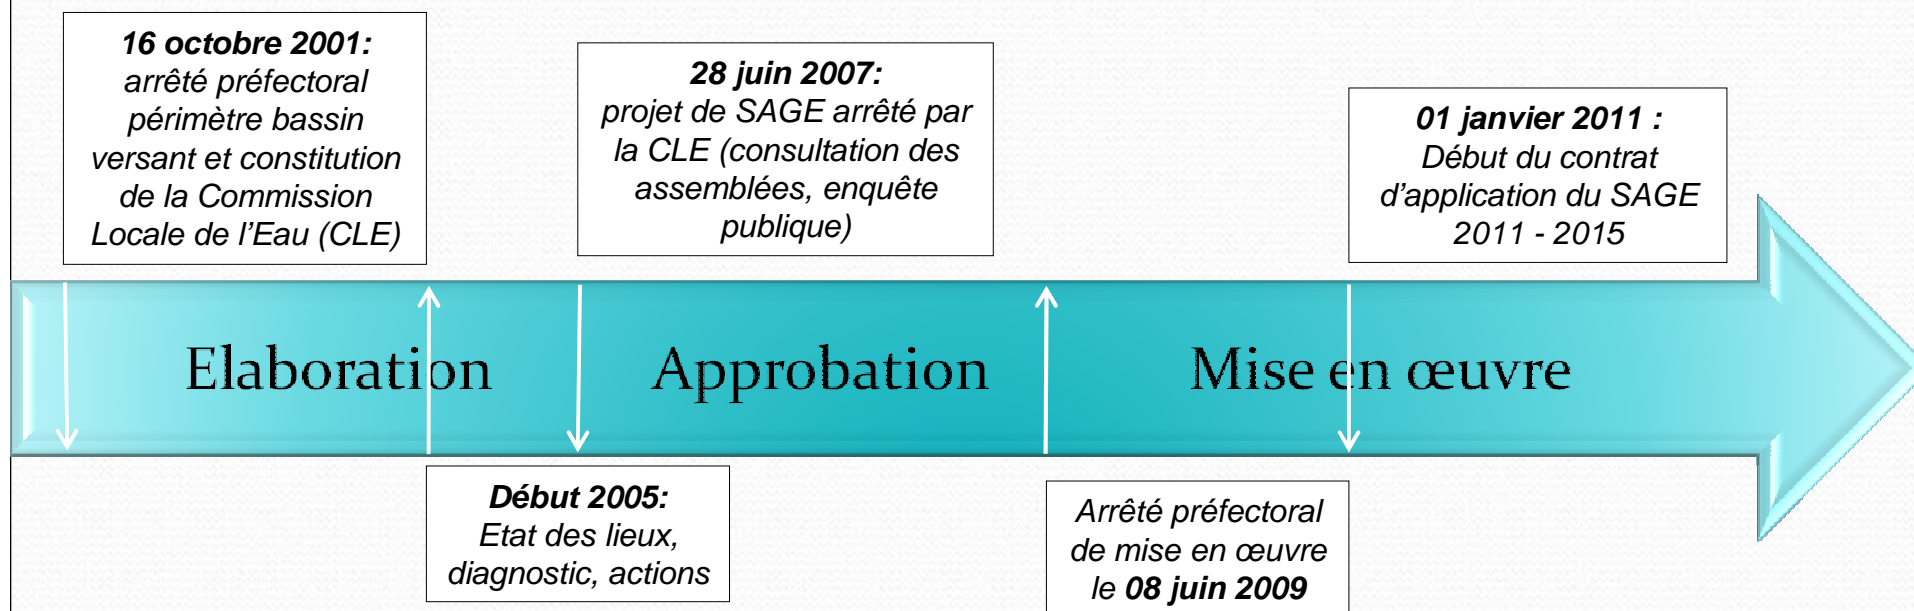 16 octobre 2001:
arrêté préfectoral
périmètre bassin
versant et constitution
de la Commission
Locale de l’Eau (CLE)
28 juin 2007:
projet de SAGE arrêté par
la CLE (consultation des
assemblées, enquête
publique)
01 janvier 2011 :
Début du contrat
d’application du SAGE
2011 - 2015
Elaboration
Approbation
Mise en œuvre
Début 2005:
Etat des lieux,
diagnostic, actions
Arrêté préfectoral
de mise en œuvre
le 08 juin 2009